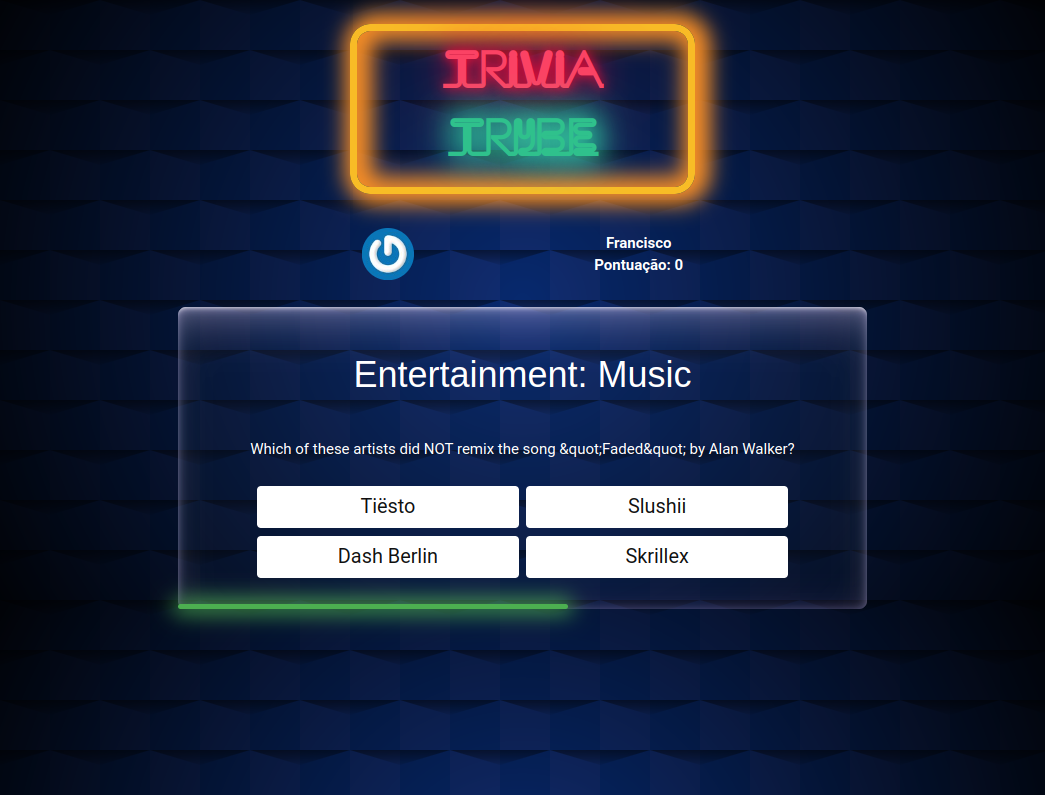 TRIVIA
TRYBE
Francisco
Pontuação: 0
Entertainment: Music
Which of these artists did NOT remix the song &quot;Faded&quot; by Alan Walker?
Tiësto
Slushii
Dash Berlin
Skrillex